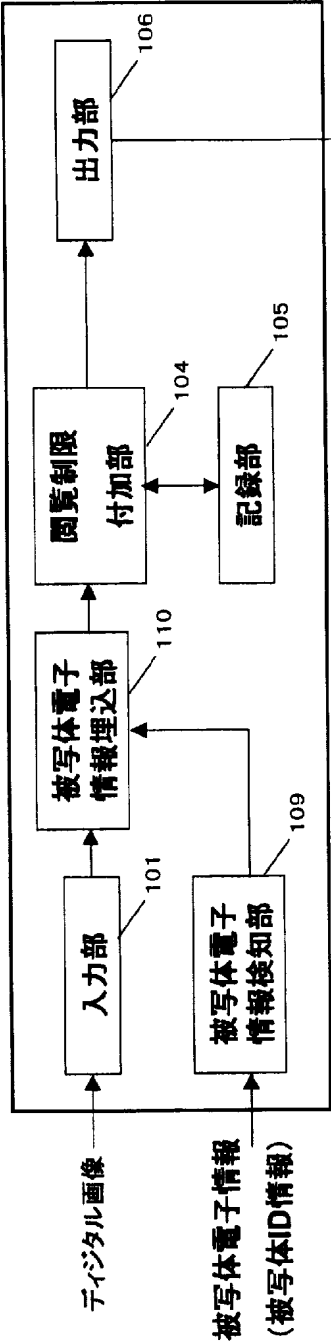 ディジタル画像
入力部
101
被写体電子
情報埋込部
110
閲覧制限
付加部
104
出力部
106
記録部
105
被写体電子情報
(被写体ID情報)
被写体電子
情報検知部
109